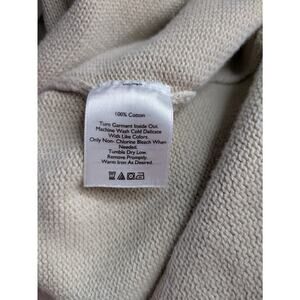 100% Cotton
Turn Garment Inside Out.
Machine Wash Cold Delicate
With Like Colors.
Only Non- Chlorine Bleach When
Needed.
Tumble Dry Low.
Remove Promptly.
Warm Iron As Desired.